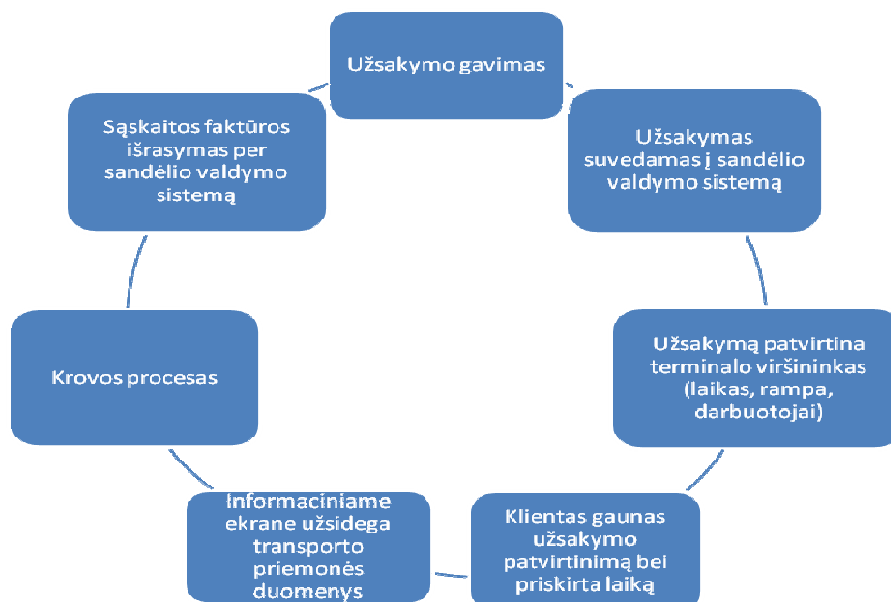 Užsakymo gavimas
Užsakymas
suvedamas į sandėlio
valdymo sistemą
Užsakymą patvirtina
terminalo viršininkas
(laikas, rampa,
darbuotojai)
Klientas gaunas
užsakymo
patvirtinimą bei
priskirta laiką
Informaciniame
ekrane užsidega
transporto
priemonės
duomenys
Krovos procesas
Sąskaitos faktūros
išrasymas per
sandėlio valdymo
sistemą